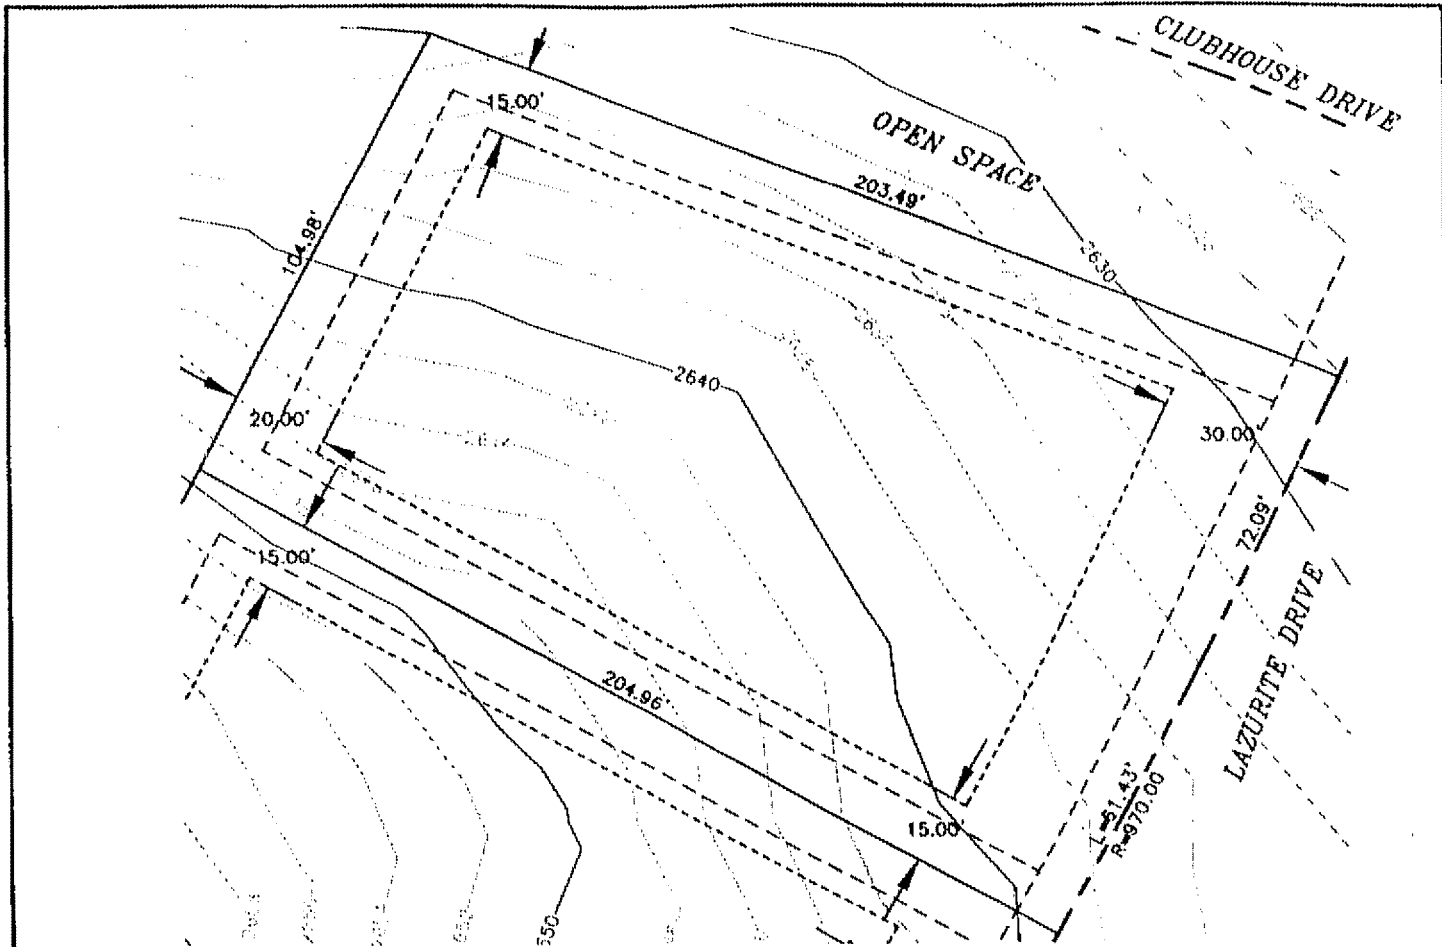 CLUBHOUSE DRIVE
15.00'
OPEN SPACE
203.49'
104.98'
2630
2640
20.00'
30.00
72.09'
15.00'
LAZURITE DRIVE
204.96'
L=51.43'
R=970.00
15.00'
650